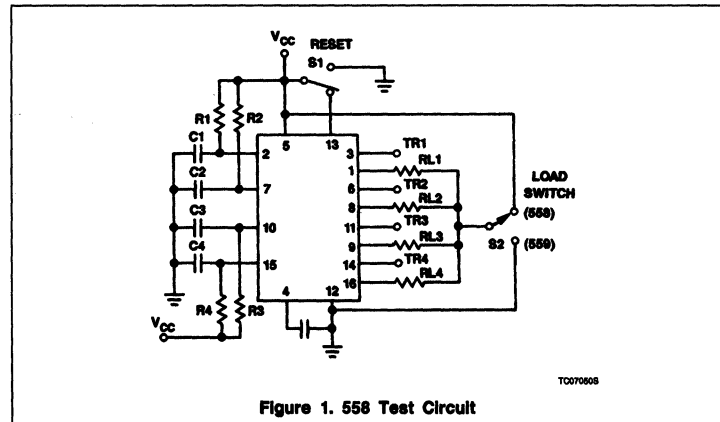 VCC
RESET
S1
R1
R2
C1
5
13
2
3
TR1
1
RL1
C2
7
6
TR2
LOAD
SWITCH
8
RL2
(558)
C3
10
11
TR3
S2
(559)
9
RL3
C4
15
14
TR4
16
RL4
4
12
R4
R3
VCC
TC07050S
Figure 1. 558 Test Circuit